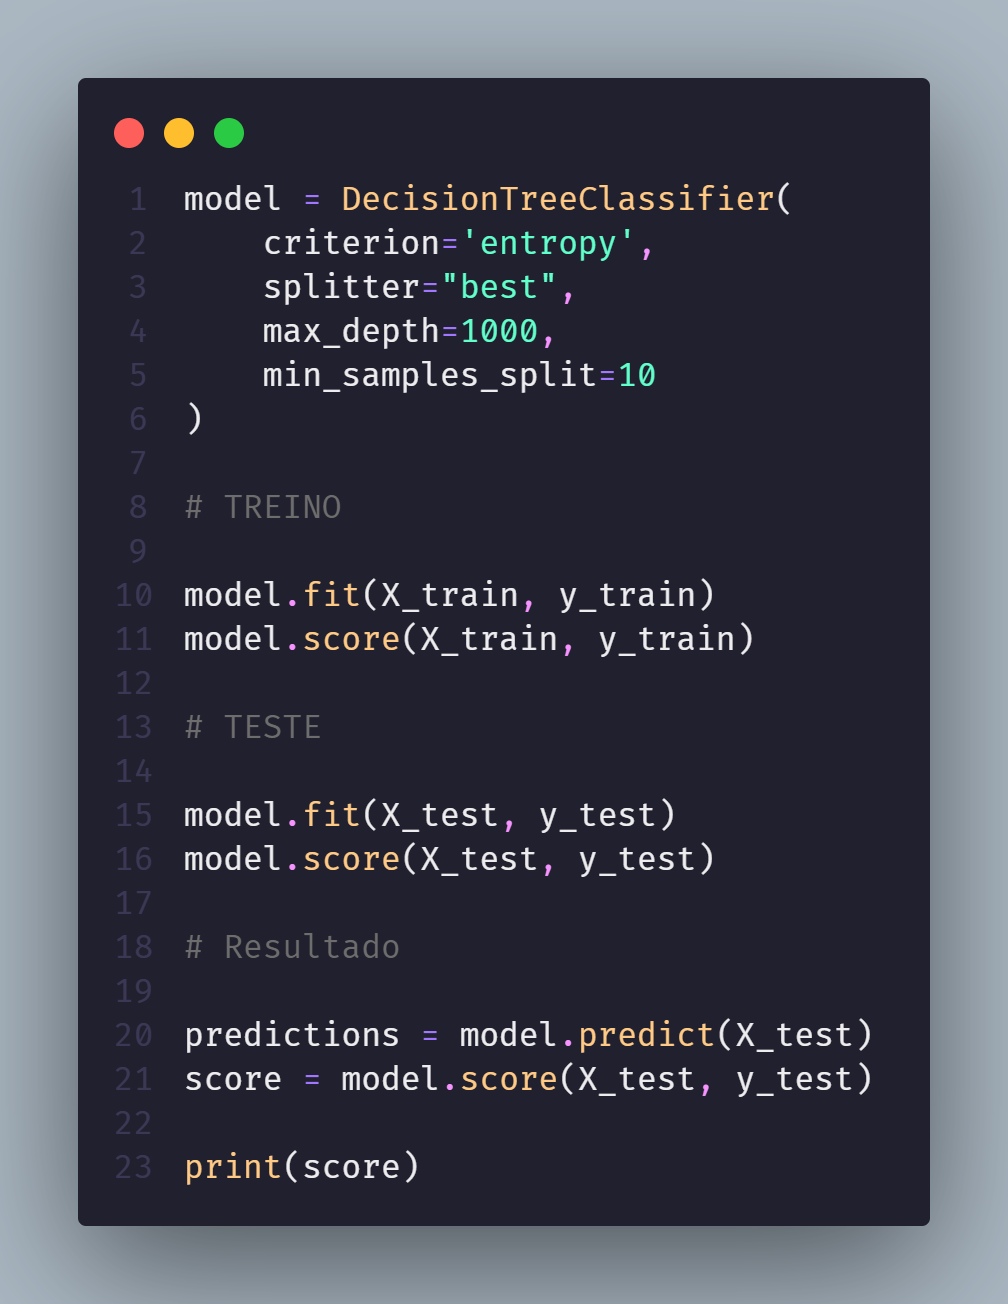 1 model = DecisionTreeClassifier(
2     criterion='entropy',
3     splitter="best",
4     max_depth=1000,
5     min_samples_split=10
6 )
7
8 # TREINO
9
10 model.fit(X_train, y_train)
11 model.score(X_train, y_train)
12
13 # TESTE
14
15 model.fit(X_test, y_test)
16 model.score(X_test, y_test)
17
18 # Resultado
19
20 predictions = model.predict(X_test)
21 score = model.score(X_test, y_test)
22
23 print(score)